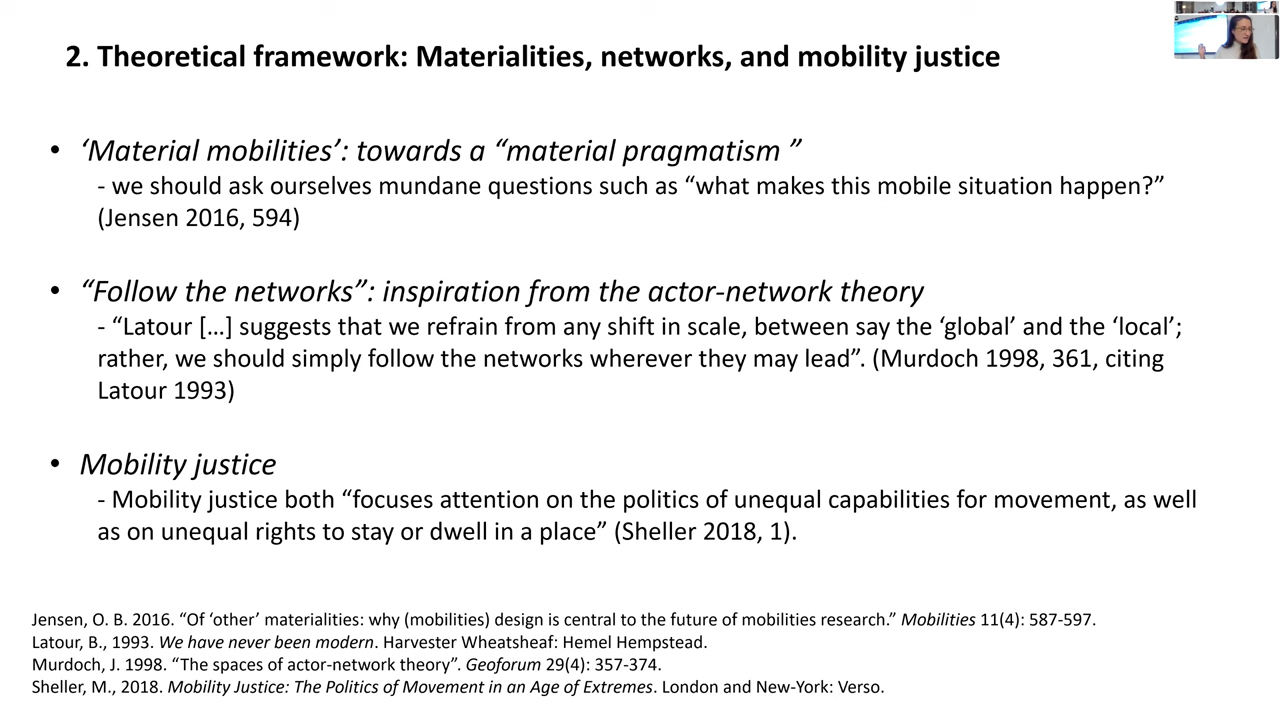 2. Theoretical framework: Materialities, networks, and mobility justice
• ‘Material mobilities’: towards a “material pragmatism ”
- we should ask ourselves mundane questions such as “what makes this mobile situation happen?”
(Jensen 2016, 594)
• “Follow the networks”: inspiration from the actor-network theory
- “Latour […] suggests that we refrain from any shift in scale, between say the ‘global’ and the ‘local’;
rather, we should simply follow the networks wherever they may lead”. (Murdoch 1998, 361, citing
Latour 1993)
• Mobility justice
- Mobility justice both “focuses attention on the politics of unequal capabilities for movement, as well
as on unequal rights to stay or dwell in a place” (Sheller 2018, 1).
Jensen, O. B. 2016. “Of ‘other’ materialities: why (mobilities) design is central to the future of mobilities research.” Mobilities 11(4): 587-597.
Latour, B., 1993. We have never been modern. Harvester Wheatsheaf: Hemel Hempstead.
Murdoch, J. 1998. “The spaces of actor-network theory”. Geoforum 29(4): 357-374.
Sheller, M., 2018. Mobility Justice: The Politics of Movement in an Age of Extremes. London and New-York: Verso.